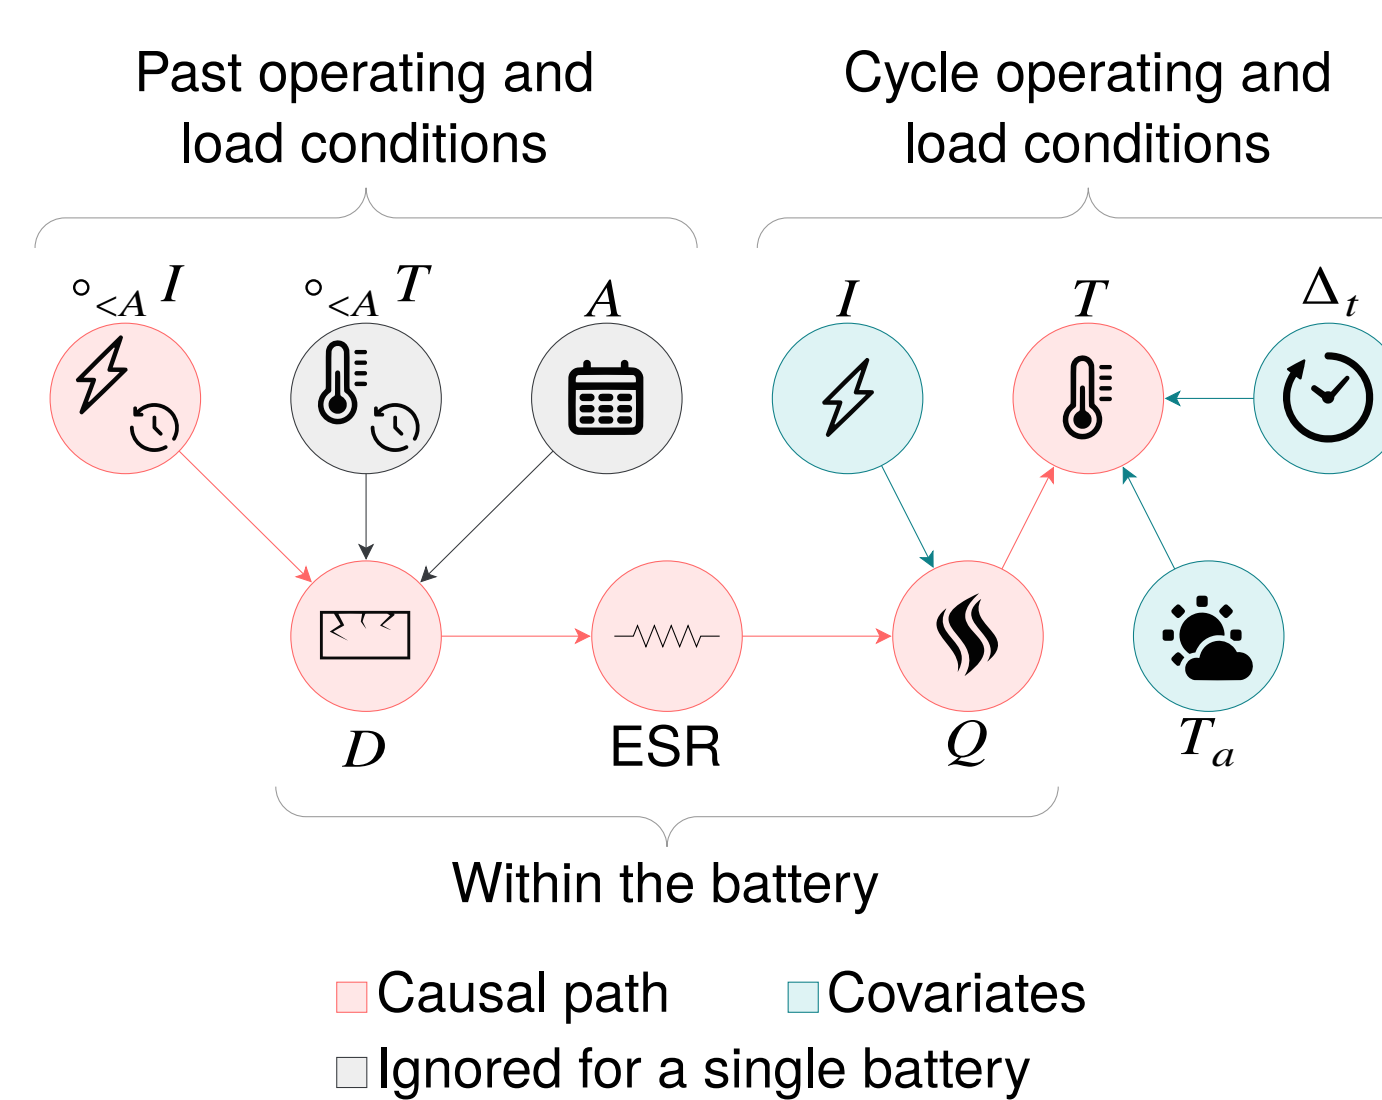 Past operating and
load conditions
Cycle operating and
load conditions
∘<A I
∘<A T
A
I
T
Δt
D
ESR
Q
Ta
Within the battery
Causal path
Covariates
Ignored for a single battery